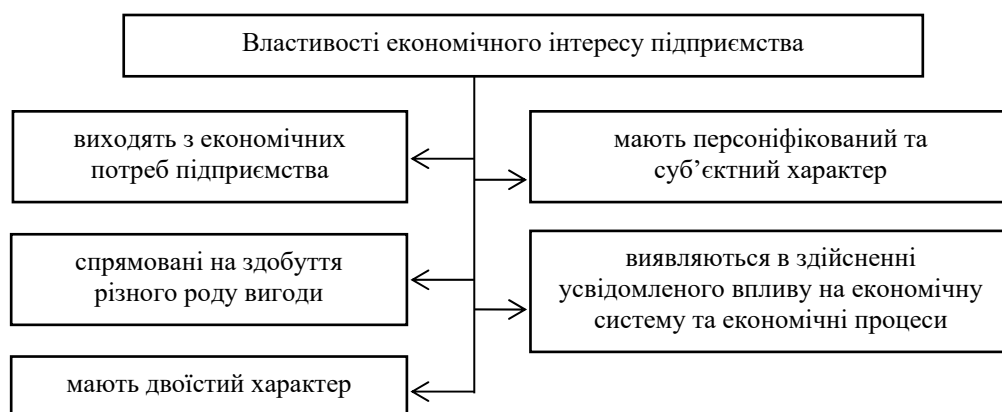 Властивості економічного інтересу підприємства
виходять з економічних
потреб підприємства
мають персоніфікований та
суб’єктний характер
спрямовані на здобуття
різного роду вигоди
виявляються в здійсненні
усвідомленого впливу на економічну
систему та економічні процеси
мають двоїстий характер